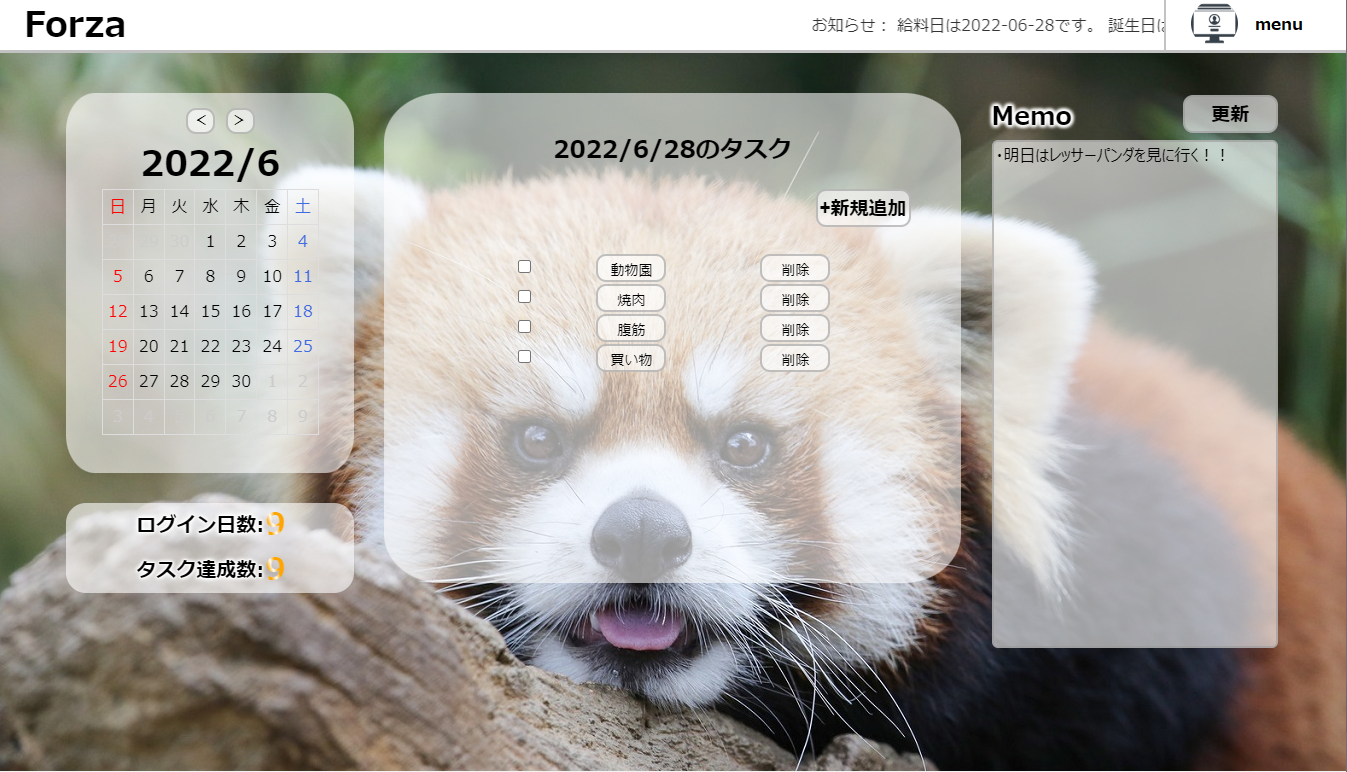 Forza
お知らせ： 給料日は2022-06-28です。 誕生日は
menu
< >
2022/6
日 月 火 水 木 金 土
29 30 1 2 3 4
5 6 7 8 9 10 11
12 13 14 15 16 17 18
19 20 21 22 23 24 25
26 27 28 29 30 1 2
3 4 5 6 7 8 9
ログイン日数:9
タスク達成数:9
2022/6/28のタスク
+新規追加
動物園 削除
焼肉 削除
腹筋 削除
買い物 削除
Memo
更新
・明日はレッサーパンダを見に行く！！